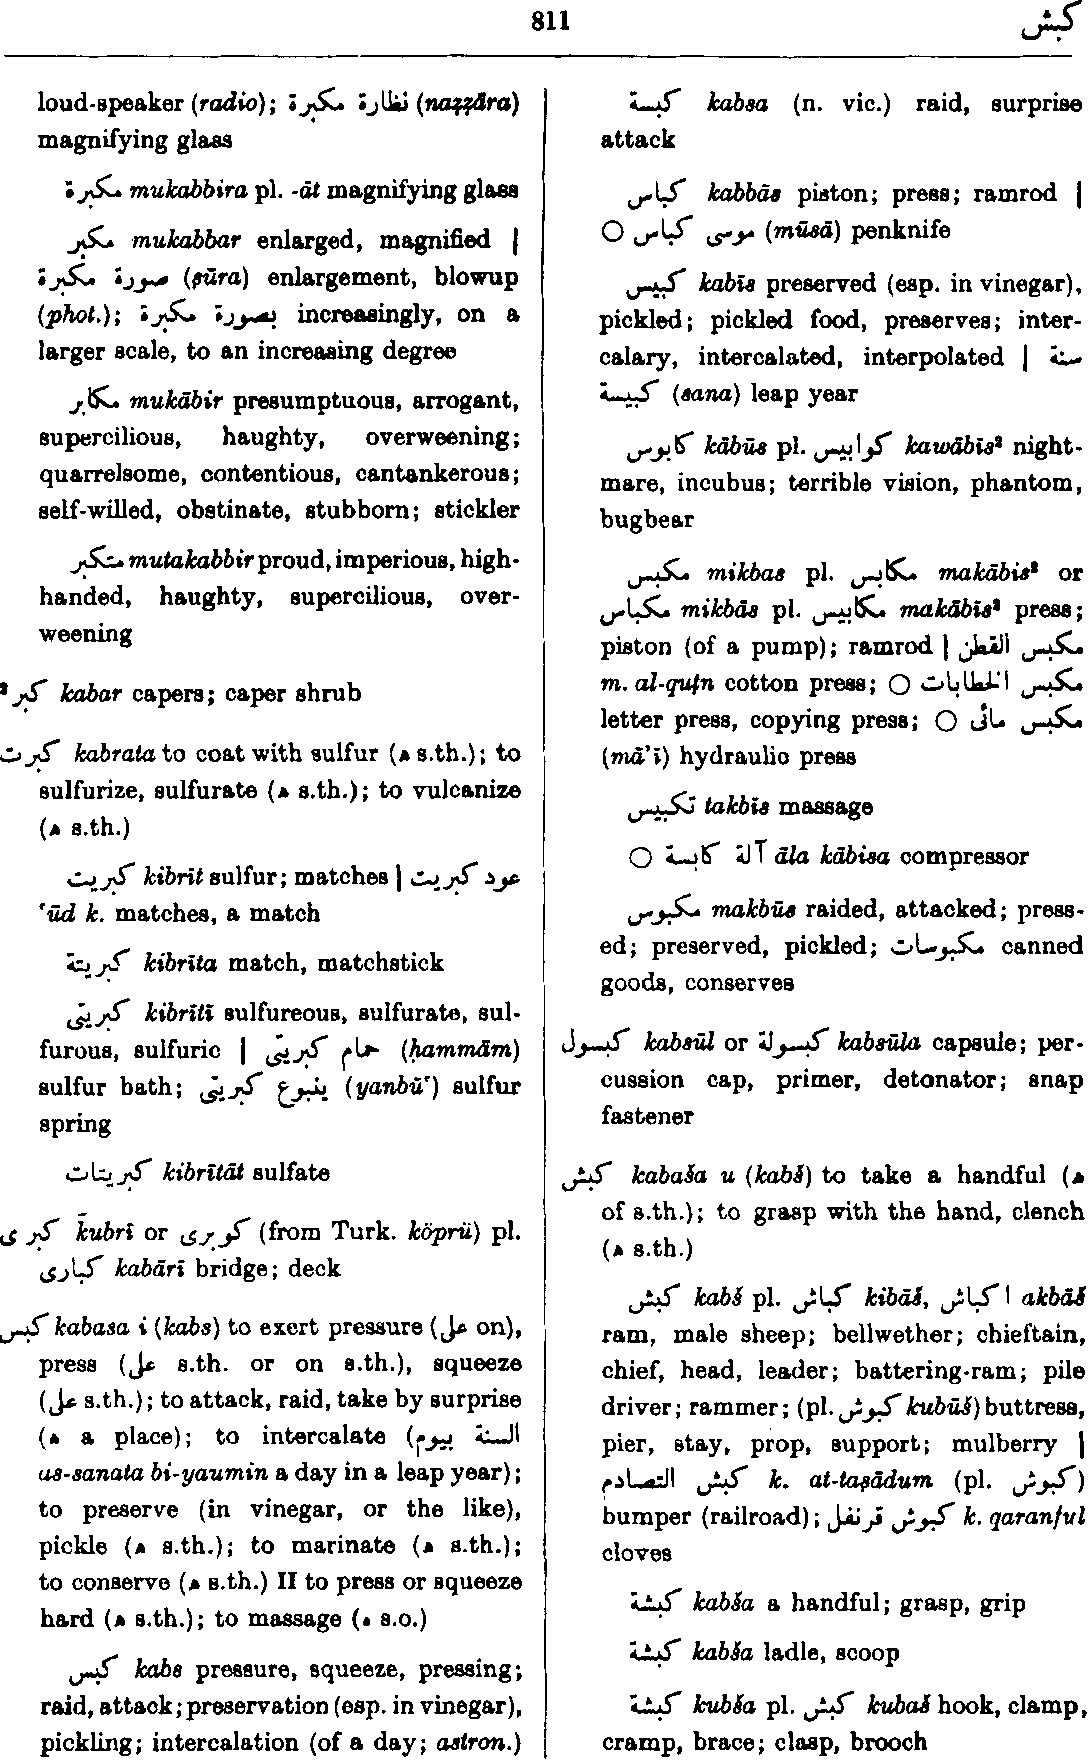 811
كبش
loud-speaker (radio); نظارة مكبرة (naẓẓāra)
magnifying glass
مكبرة mukabbira pl. -āt magnifying glass
مكبر mukabbar enlarged, magnified |
صورة مكبرة (ṣūra) enlargement, blowup
(phot.); بصورة مكبرة increasingly, on a
larger scale, to an increasing degree
مكابر mukābir presumptuous, arrogant,
supercilious, haughty, overweening;
quarrelsome, contentious, cantankerous;
self-willed, obstinate, stubborn; stickler
متكبر mutakabbir proud, imperious, high-
handed, haughty, supercilious, over-
weening
²كبر kabar capers; caper shrub
كبرت kabrata to coat with sulfur (ه s.th.); to
sulfurize, sulfurate (ه s.th.); to vulcanize
(ه s.th.)
كبريت kibrīt sulfur; matches | عود كبريت
ʿūd k. matches, a match
كبريتة kibrīta match, matchstick
كبريتى kibrītī sulfureous, sulfurate, sul-
furous, sulfuric | حمام كبريتى (ḥammām)
sulfur bath; ينبوع كبريتى (yanbūʿ) sulfur
spring
كبريتات kibrītāt sulfate
كبرى kubrī or كوبرى (from Turk. köprü) pl.
كبارى kabārī bridge; deck
كبس kabasa i (kabs) to exert pressure (على on),
press (على s.th. or on s.th.), squeeze
(على s.th.); to attack, raid, take by surprise
(ه a place); to intercalate (السنة بيوم
as-sanata bi-yaumin a day in a leap year);
to preserve (in vinegar, or the like),
pickle (ه s.th.); to marinate (ه s.th.);
to conserve (ه s.th.) II to press or squeeze
hard (ه s.th.); to massage (ه s.o.)
كبس kabs pressure, squeeze, pressing;
raid, attack; preservation (esp. in vinegar),
pickling; intercalation (of a day; astron.)
كبسة kabsa (n. vic.) raid, surprise
attack
كباس kabbās piston; press; ramrod |
○ موسى كباس (mūsā) penknife
كبيس kabīs preserved (esp. in vinegar),
pickled; pickled food, preserves; inter-
calary, intercalated, interpolated | سنة
كبيسة (sana) leap year
كابوس kābūs pl. كوابيس kawābīs² night-
mare, incubus; terrible vision, phantom,
bugbear
مكبس mikbas pl. مكابس makābis² or
مكباس mikbās pl. مكابيس makābīs² press;
piston (of a pump); ramrod | مكبس القطن
m. al-quṭn cotton press; ○ مكبس الخطابات
letter press, copying press; ○ مكبس مائى
(māʾī) hydraulic press
تكبيس takbīs massage
○ آلة كابسة āla kābisa compressor
مكبوس makbūs raided, attacked; press-
ed; preserved, pickled; مكبوسات canned
goods, conserves
كبسول kabsūl or كبسولة kabsūla capsule; per-
cussion cap, primer, detonator; snap
fastener
كبش kabaša u (kabš) to take a handful (ه
of s.th.); to grasp with the hand, clench
(ه s.th.)
كبش kabš pl. كباش kibāš, اكباش akbāš
ram, male sheep; bellwether; chieftain,
chief, head, leader; battering-ram; pile
driver; rammer; (pl. كبوش kubūš) buttress,
pier, stay, prop, support; mulberry |
كبش التصادم k. at-taṣādum (pl. كبوش)
bumper (railroad); كبوش قرنفل k. qaranful
cloves
كبشة kabša a handful; grasp, grip
كبشة kabša ladle, scoop
كبشة kubša pl. كبش kubaš hook, clamp,
cramp, brace; clasp, brooch